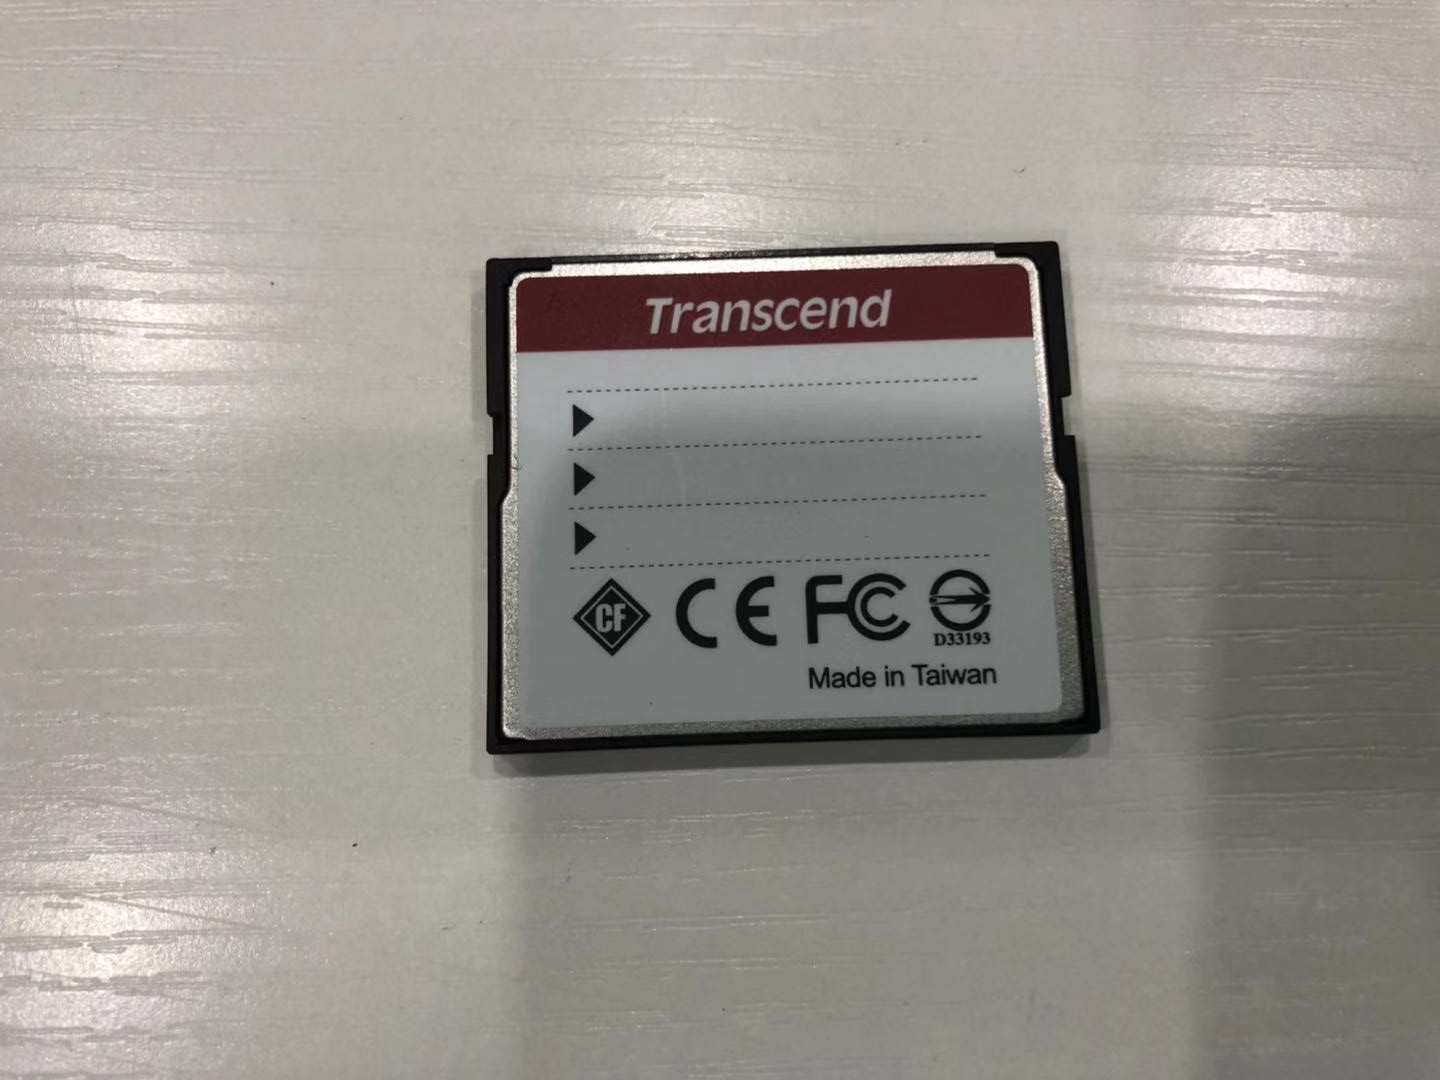 Transcend
CF CE FC
D33193
Made in Taiwan